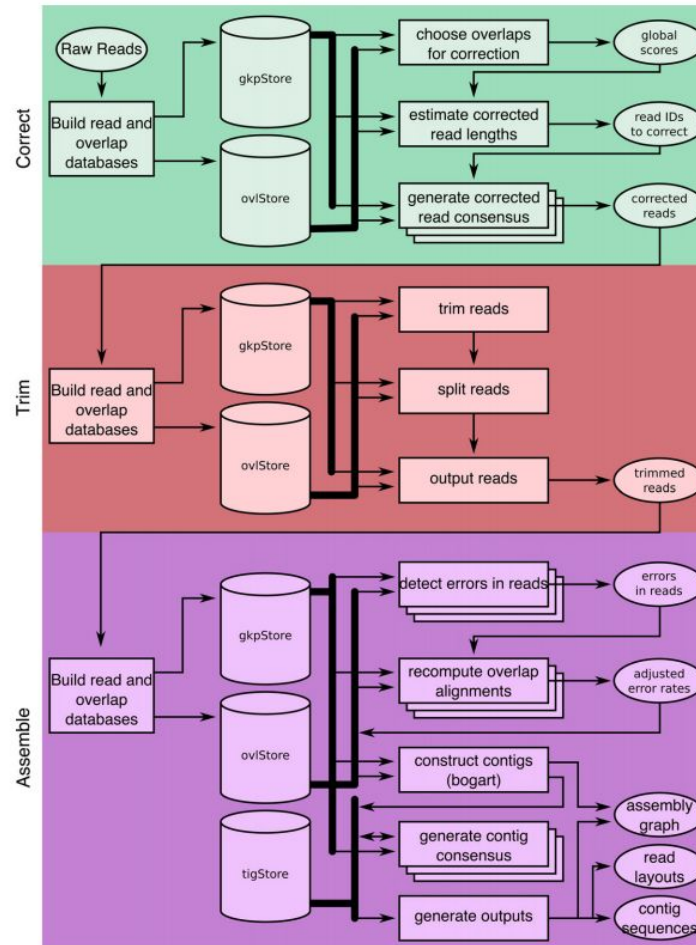 Correct
Raw Reads
Build read and
overlap
databases
gkpStore
ovlStore
choose overlaps
for correction
global
scores
estimate corrected
read lengths
read IDs
to correct
generate corrected
read consensus
corrected
reads
Trim
Build read and
overlap
databases
gkpStore
ovlStore
trim reads
split reads
output reads
trimmed
reads
Assemble
Build read and
overlap
databases
gkpStore
ovlStore
tigStore
detect errors in reads
errors
in reads
recompute overlap
alignments
adjusted
error rates
construct contigs
(bogart)
assembly
graph
generate contig
consensus
read
layouts
generate outputs
contig
sequences